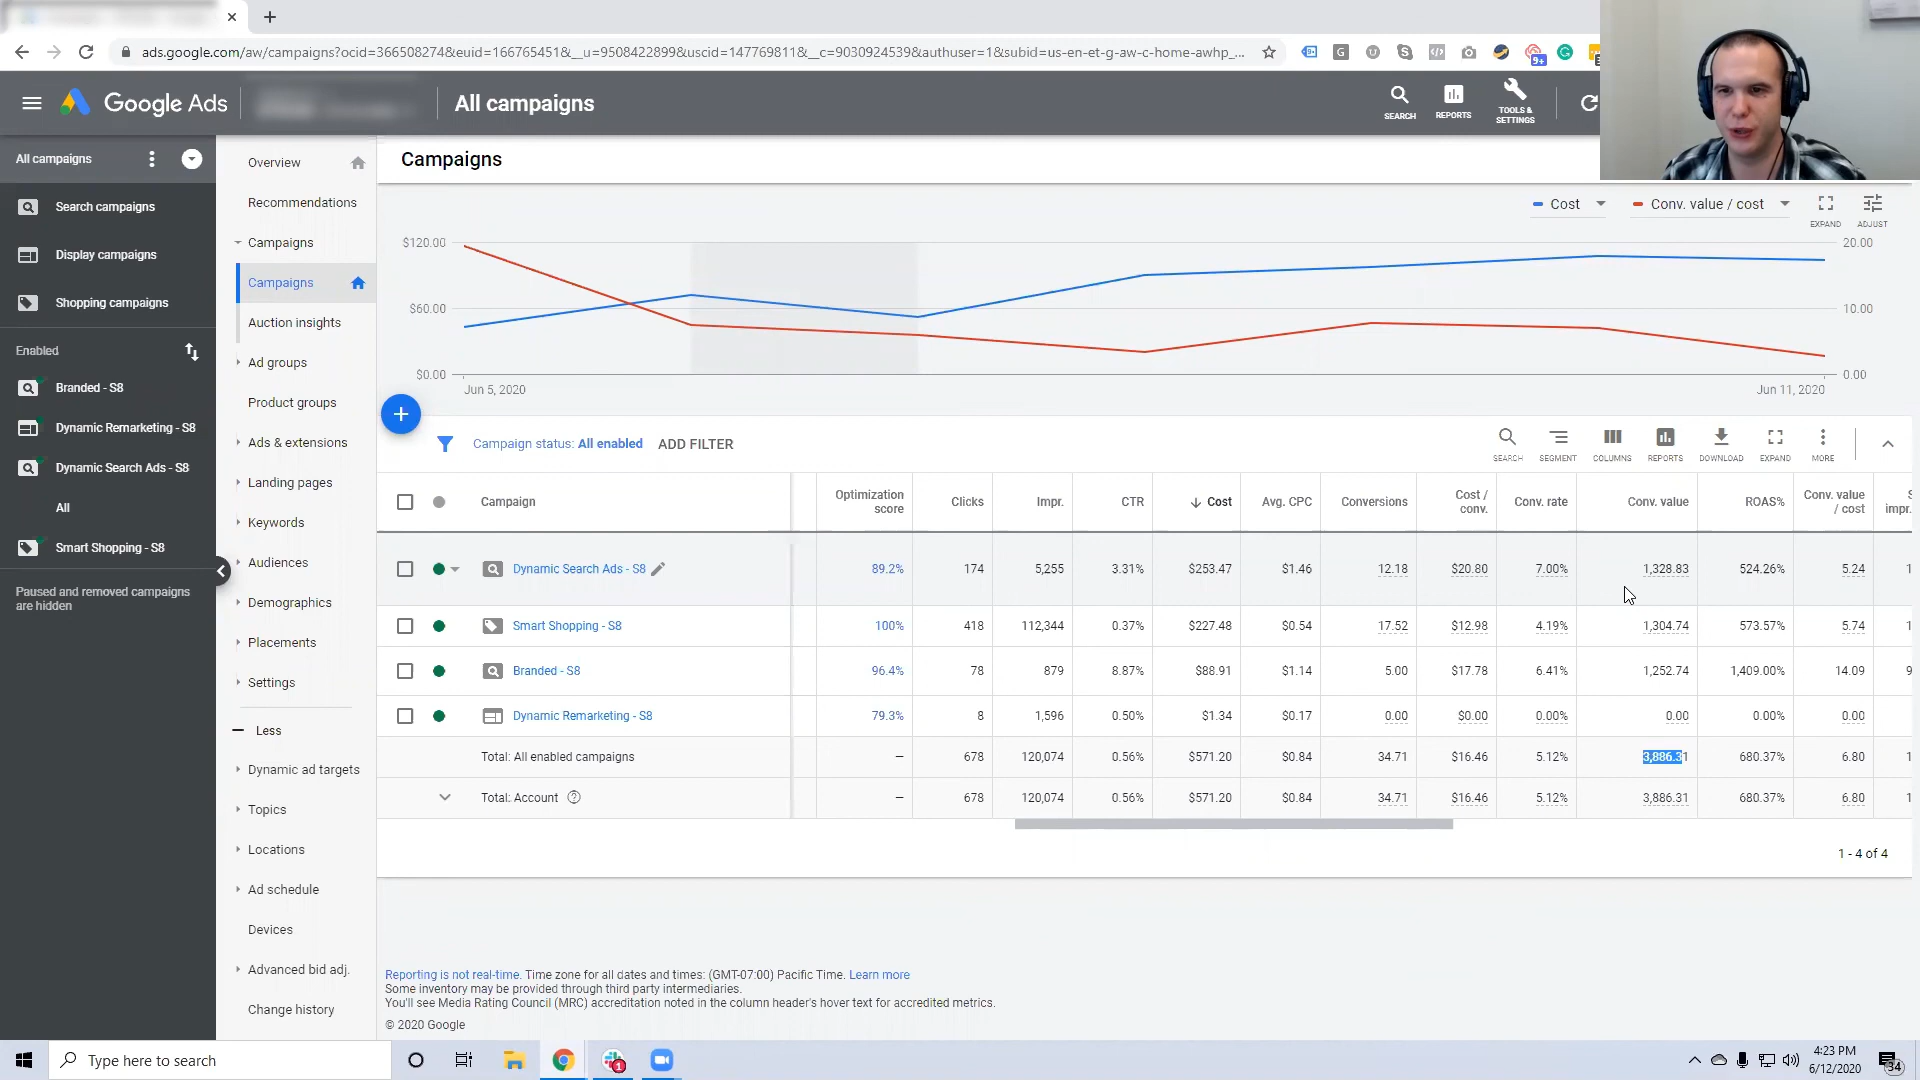 ads.google.com/aw/campaigns?ocid=366508274&euid=166765451&__u=9508422899&uscid=147769811&__c=9030924539&authuser=1&subid=us-en-et-g-aw-c-home-awhp_...
9+
Google Ads
All campaigns
SEARCH
REPORTS
TOOLS & SETTINGS
All campaigns
Search campaigns
Display campaigns
Shopping campaigns
Enabled
Branded - S8
Dynamic Remarketing - S8
Dynamic Search Ads - S8
All
Smart Shopping - S8
Paused and removed campaigns
are hidden
Overview
Recommendations
Campaigns
Campaigns
Auction insights
Ad groups
Product groups
Ads & extensions
Landing pages
Keywords
Audiences
Demographics
Placements
Settings
Less
Dynamic ad targets
Topics
Locations
Ad schedule
Devices
Advanced bid adj.
Change history
Campaigns
Cost
Conv. value / cost
EXPAND
ADJUST
$120.00
20.00
$60.00
10.00
$0.00
0.00
Jun 5, 2020
Jun 11, 2020
Campaign status: All enabled
ADD FILTER
SEARCH
SEGMENT
COLUMNS
REPORTS
DOWNLOAD
EXPAND
MORE
Campaign Optimization score Clicks Impr. CTR Cost Avg. CPC Conversions Cost / conv. Conv. rate Conv. value ROAS% Conv. value / cost impr.
Dynamic Search Ads - S8 89.2% 174 5,255 3.31% $253.47 $1.46 12.18 $20.80 7.00% 1,328.83 524.26% 5.24
Smart Shopping - S8 100% 418 112,344 0.37% $227.48 $0.54 17.52 $12.98 4.19% 1,304.74 573.57% 5.74
Branded - S8 96.4% 78 879 8.87% $88.91 $1.14 5.00 $17.78 6.41% 1,252.74 1,409.00% 14.09
Dynamic Remarketing - S8 79.3% 8 1,596 0.50% $1.34 $0.17 0.00 $0.00 0.00% 0.00 0.00% 0.00
Total: All enabled campaigns – 678 120,074 0.56% $571.20 $0.84 34.71 $16.46 5.12% 3,886.31 680.37% 6.80
Total: Account – 678 120,074 0.56% $571.20 $0.84 34.71 $16.46 5.12% 3,886.31 680.37% 6.80
1 - 4 of 4
Reporting is not real-time. Time zone for all dates and times: (GMT-07:00) Pacific Time. Learn more
Some inventory may be provided through third party intermediaries.
You'll see Media Rating Council (MRC) accreditation noted in the column header's hover text for accredited metrics.
© 2020 Google
Type here to search
1
4:23 PM
6/12/2020
34